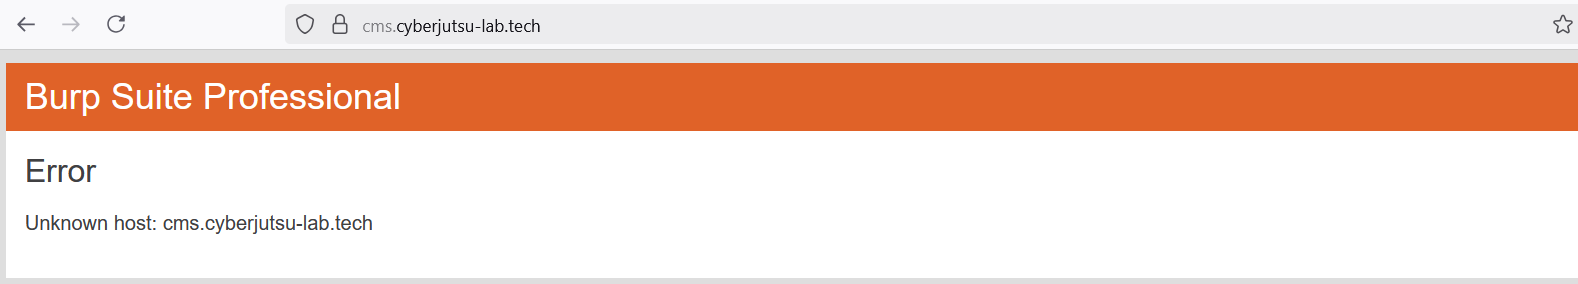 cms.cyberjutsu-lab.tech
Burp Suite Professional
Error
Unknown host: cms.cyberjutsu-lab.tech